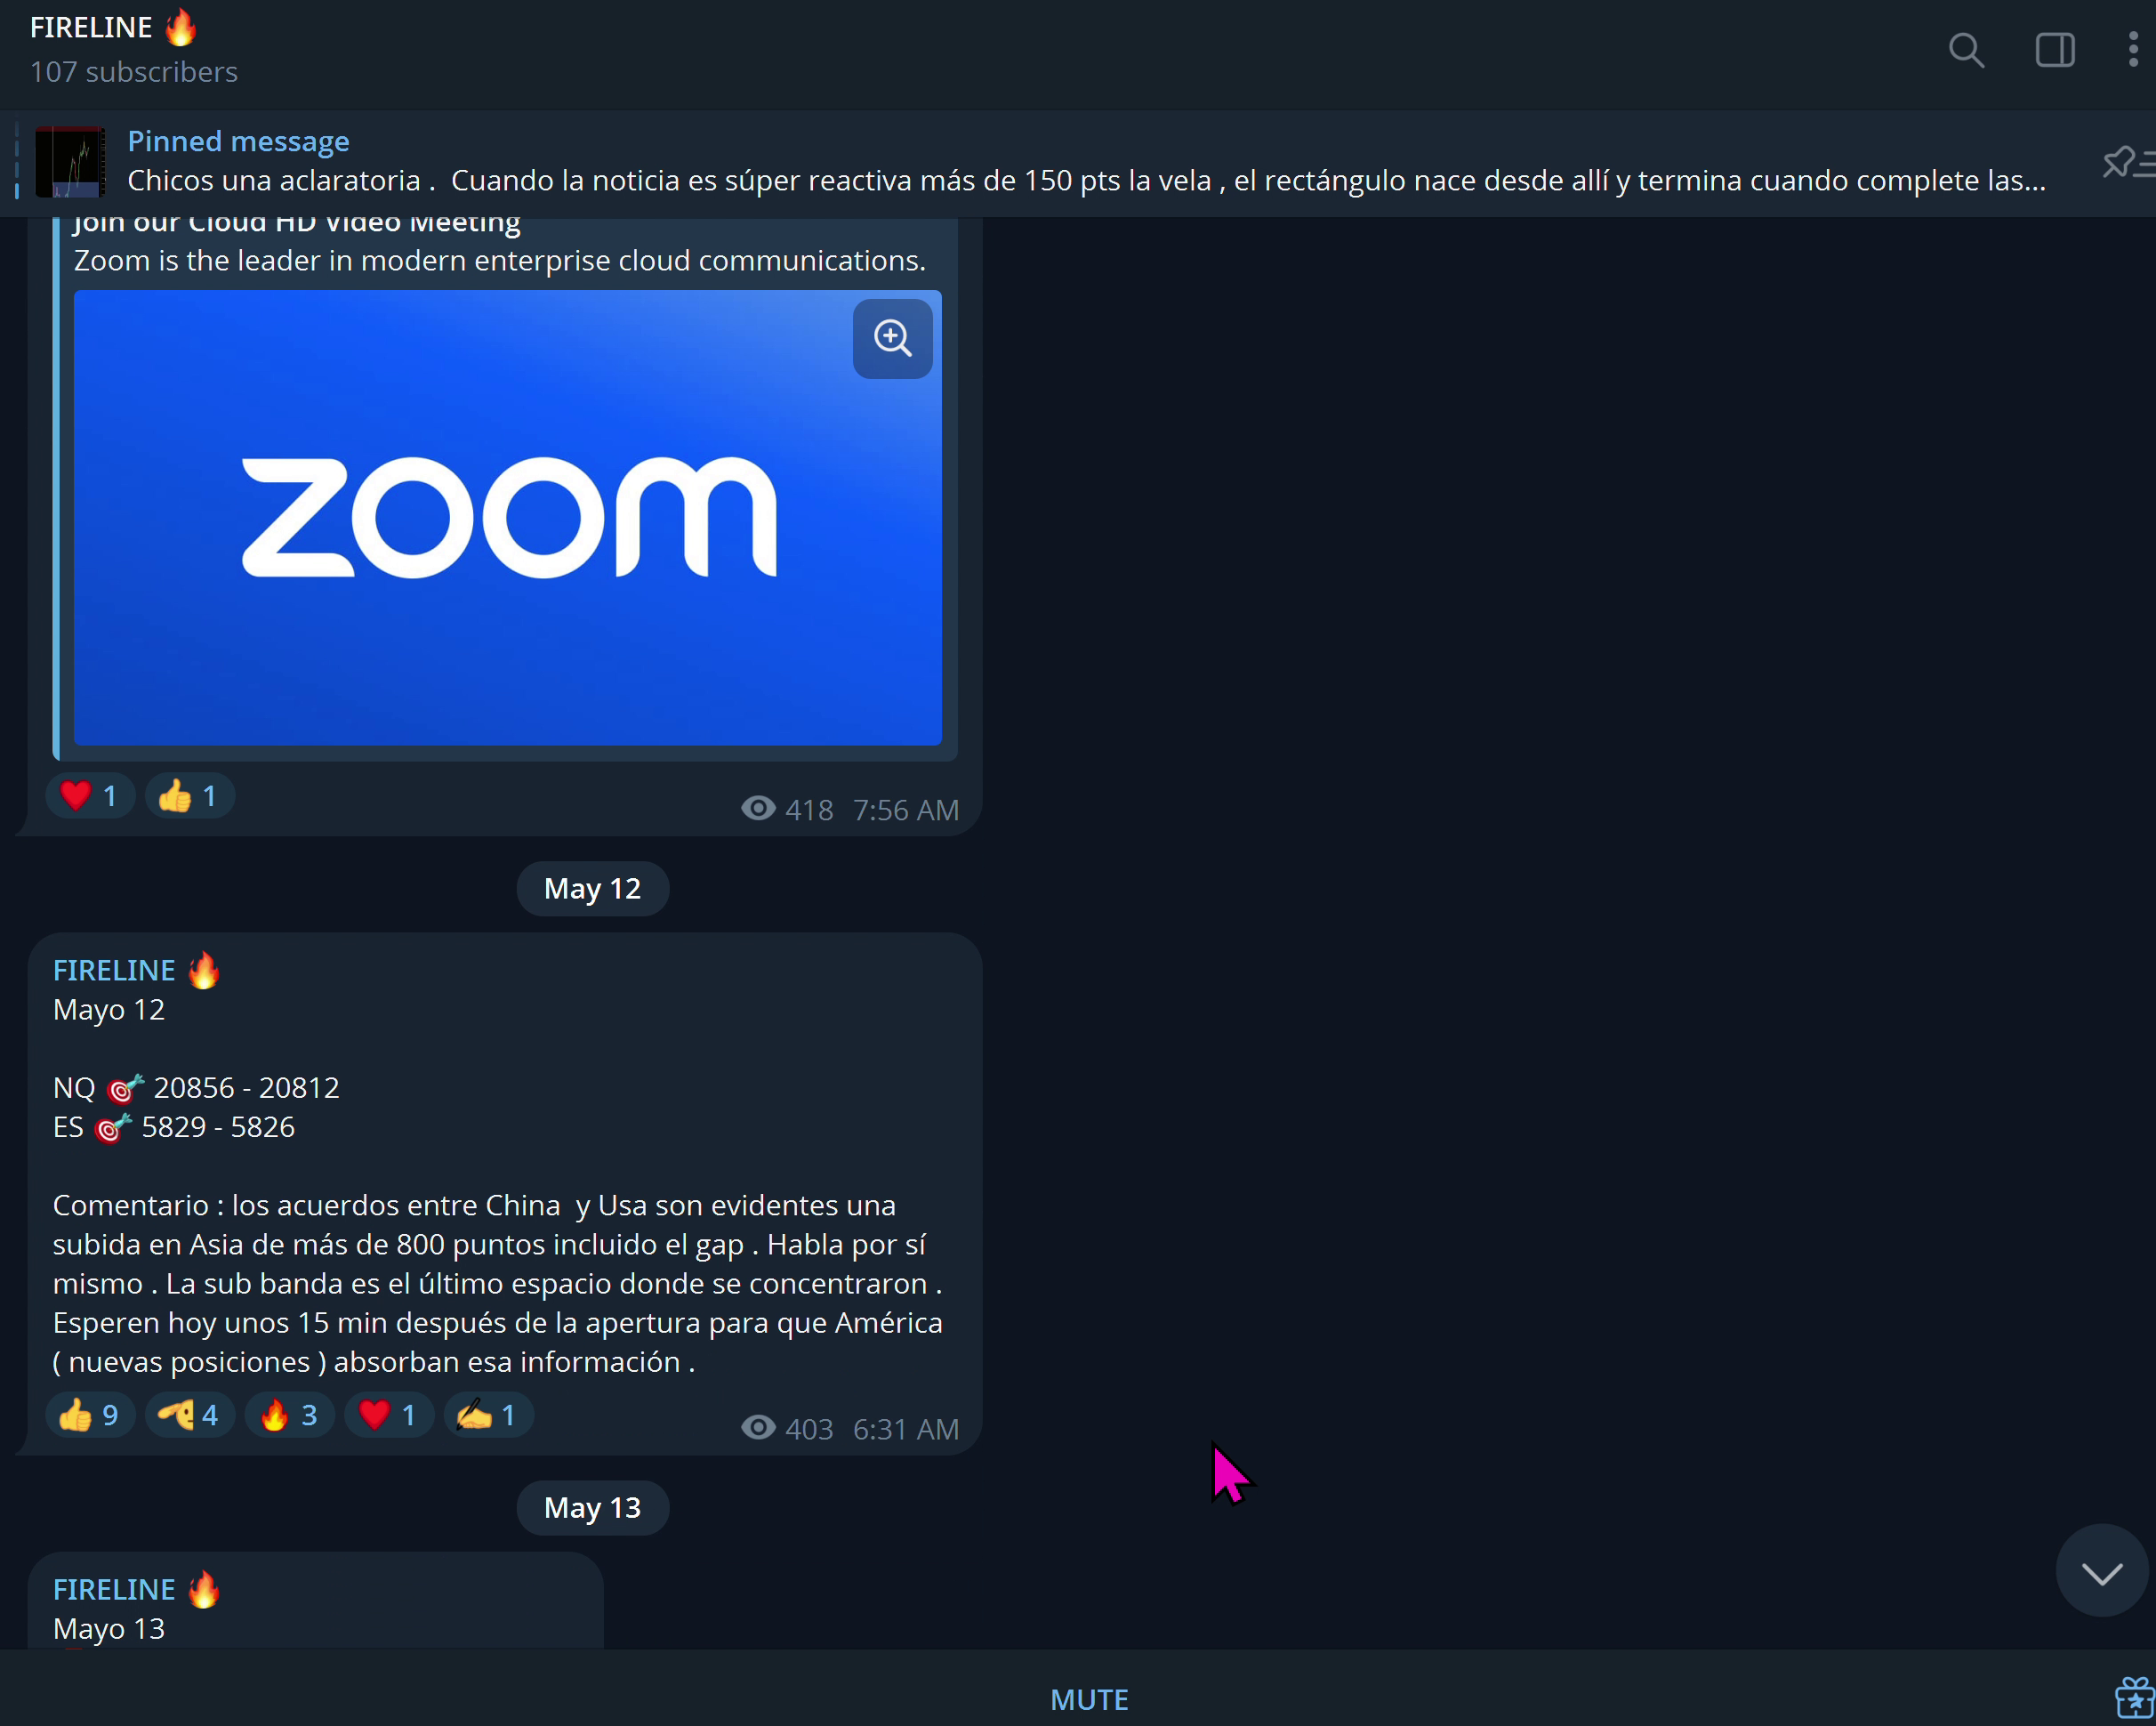 FIRELINE 🔥
107 subscribers
Pinned message
Chicos una aclaratoria .  Cuando la noticia es súper reactiva más de 150 pts la vela , el rectángulo nace desde allí y termina cuando complete las...
Join our Cloud HD Video Meeting
Zoom is the leader in modern enterprise cloud communications.
zoom
❤️ 1 👍 1 418 7:56 AM
May 12
FIRELINE 🔥
Mayo 12
NQ 🎯 20856 - 20812
ES 🎯 5829 - 5826
Comentario : los acuerdos entre China  y Usa son evidentes una
subida en Asia de más de 800 puntos incluido el gap . Habla por sí
mismo . La sub banda es el último espacio donde se concentraron .
Esperen hoy unos 15 min después de la apertura para que América
( nuevas posiciones ) absorban esa información .
👍 9 🫡 4 🔥 3 ❤️ 1 ✍️ 1 403 6:31 AM
May 13
FIRELINE 🔥
Mayo 13
MUTE